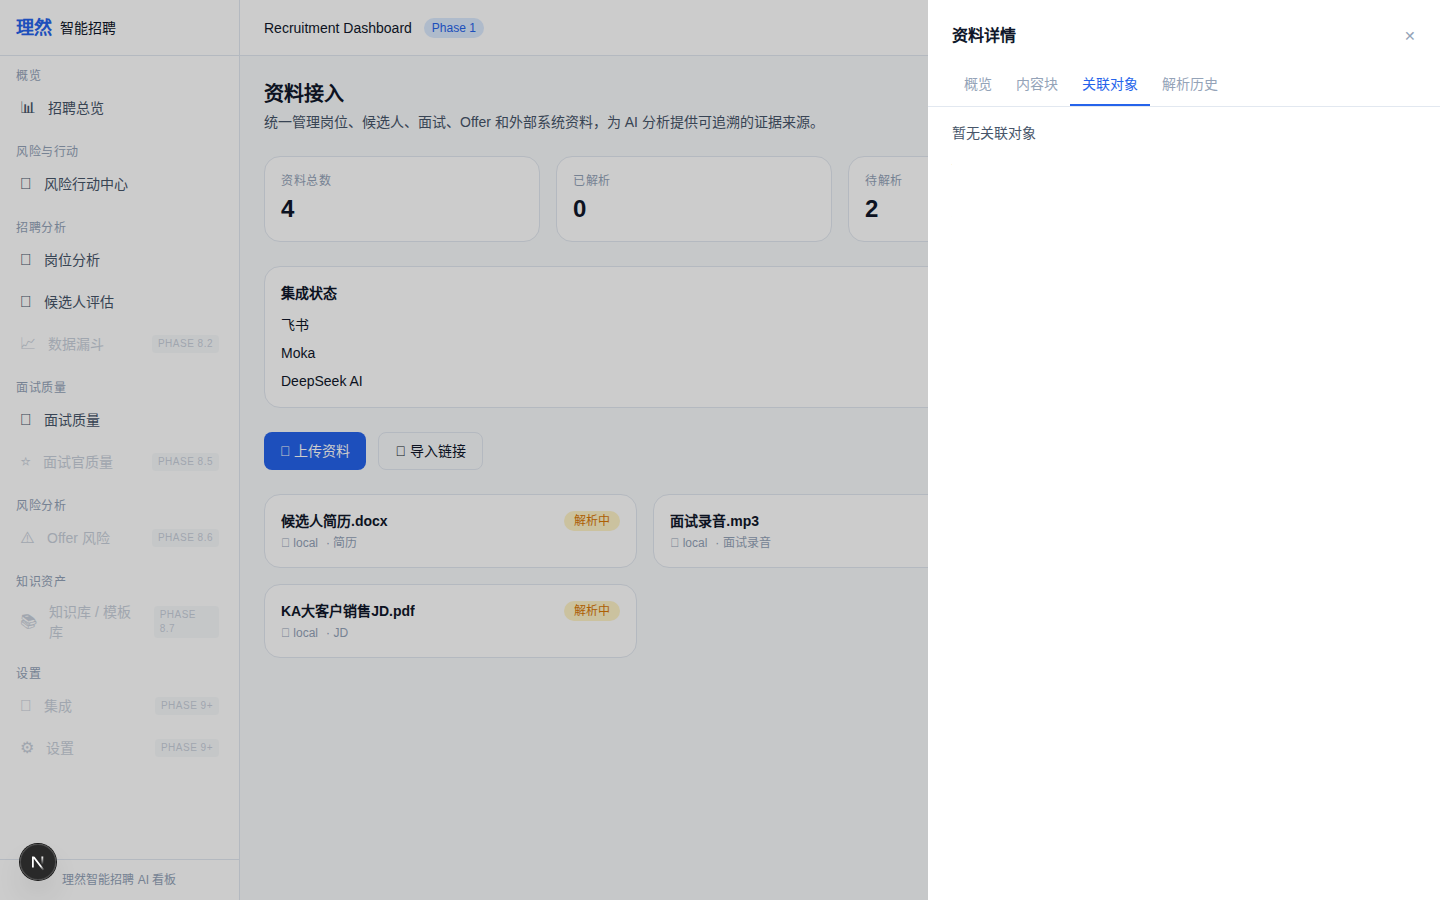 理然 智能招聘
概览
招聘总览
风险与行动
风险行动中心
招聘分析
岗位分析
候选人评估
数据漏斗 PHASE 8.2
面试质量
面试质量
面试官质量 PHASE 8.5
风险分析
Offer 风险 PHASE 8.6
知识资产
知识库 / 模板库 PHASE 8.7
设置
集成 PHASE 9+
设置 PHASE 9+
理然智能招聘 AI 看板
Recruitment Dashboard Phase 1
资料接入
统一管理岗位、候选人、面试、Offer 和外部系统资料，为 AI 分析提供可追溯的证据来源。
资料总数
4
已解析
0
待解析
2
集成状态
飞书
Moka
DeepSeek AI
上传资料 导入链接
候选人简历.docx 解析中
local · 简历
面试录音.mp3
local · 面试录音
KA大客户销售JD.pdf 解析中
local · JD
资料详情 ×
概览 内容块 关联对象 解析历史
暂无关联对象